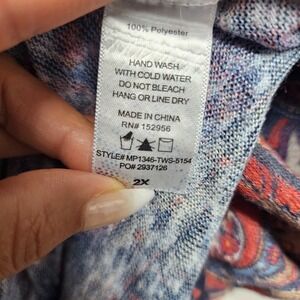 100% Polyester
HAND WASH
WITH COLD WATER
DO NOT BLEACH
HANG OR LINE DRY
MADE IN CHINA
RN# 152956
STYLE# MP1346-TWS-5154
PO# 2937126
2X